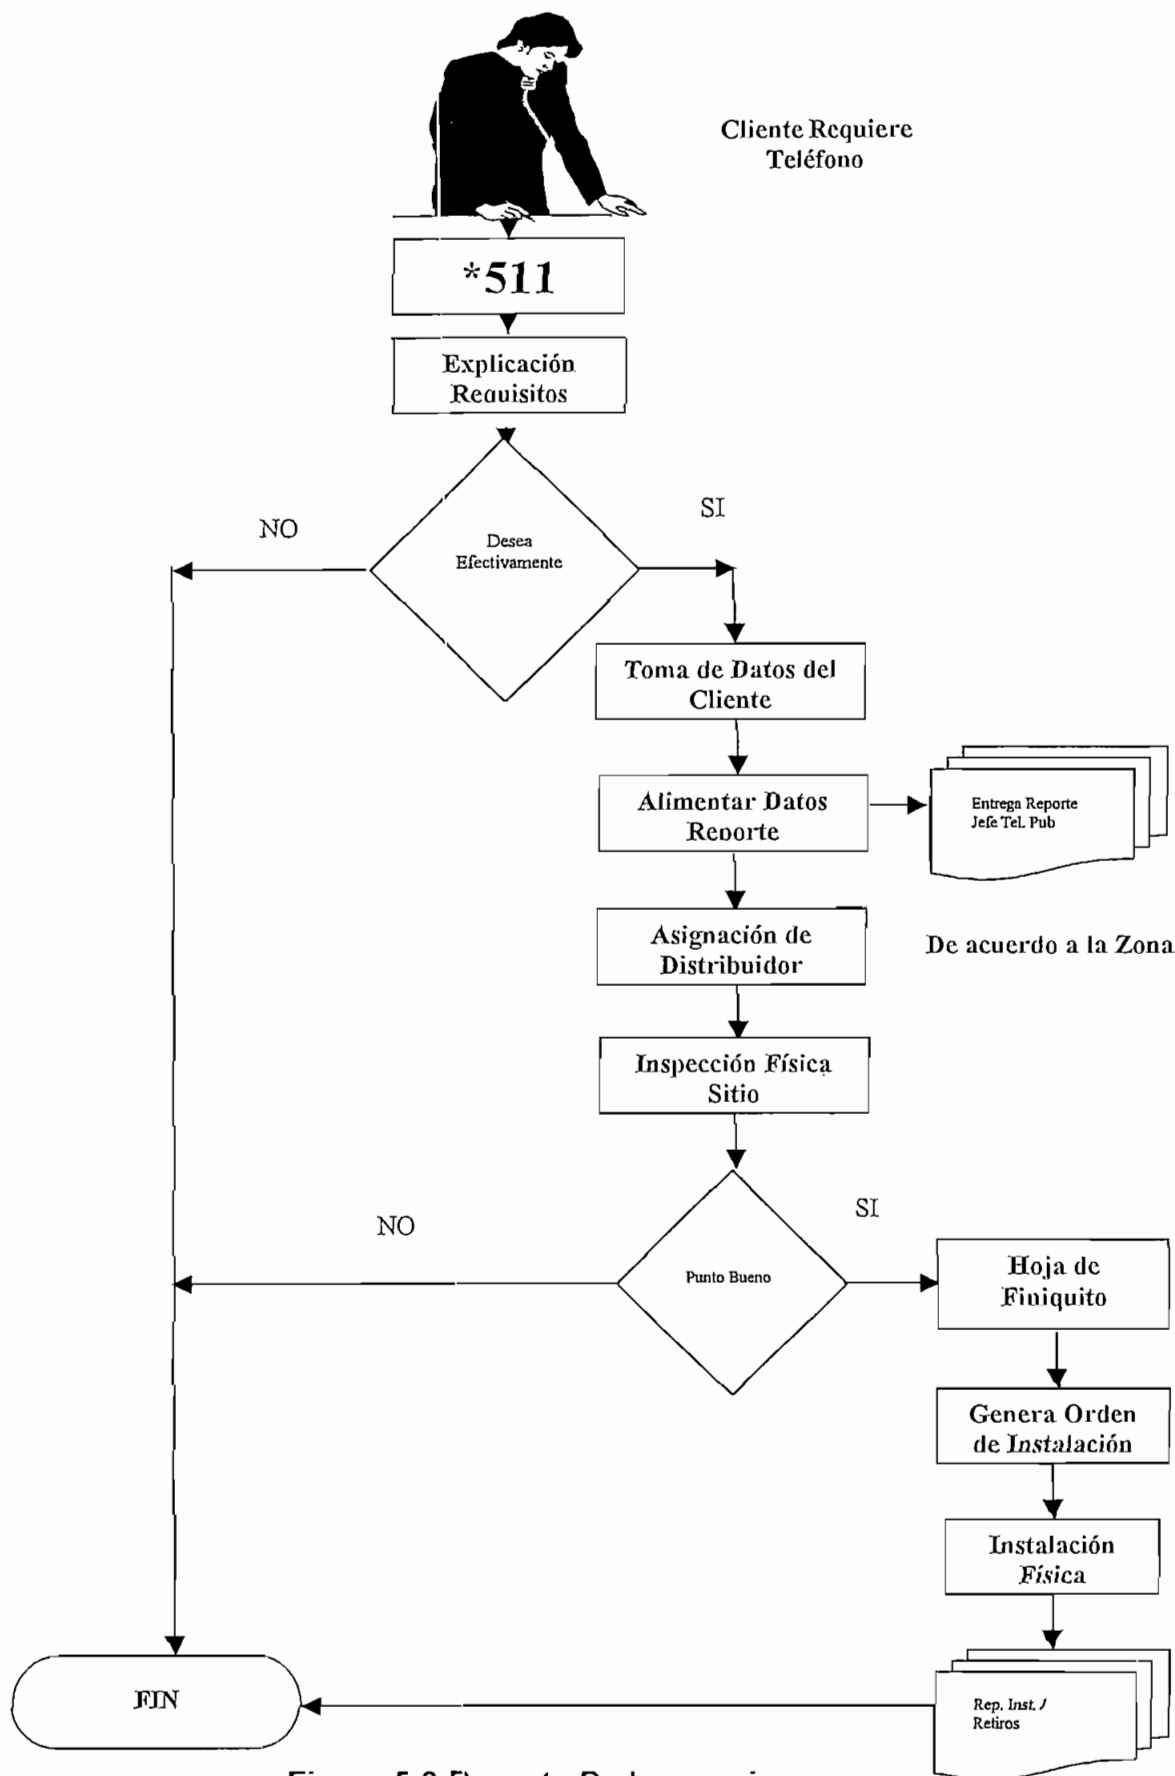 Cliente Requiere
Teléfono
*511
Explicación
Requisitos
NO
SI
Desea
Efectivamente
Toma de Datos del
Cliente
Alimentar Datos
Reporte
Entrega Reporte
Jefe Tel. Pub
Asignación de
Distribuidor
De acuerdo a la Zona
Inspección Física
Sitio
NO
SI
Punto Bueno
Hoja de
Finiquito
Genera Orden
de Instalación
Instalación
Física
FIN
Rep. Inst. /
Retiros